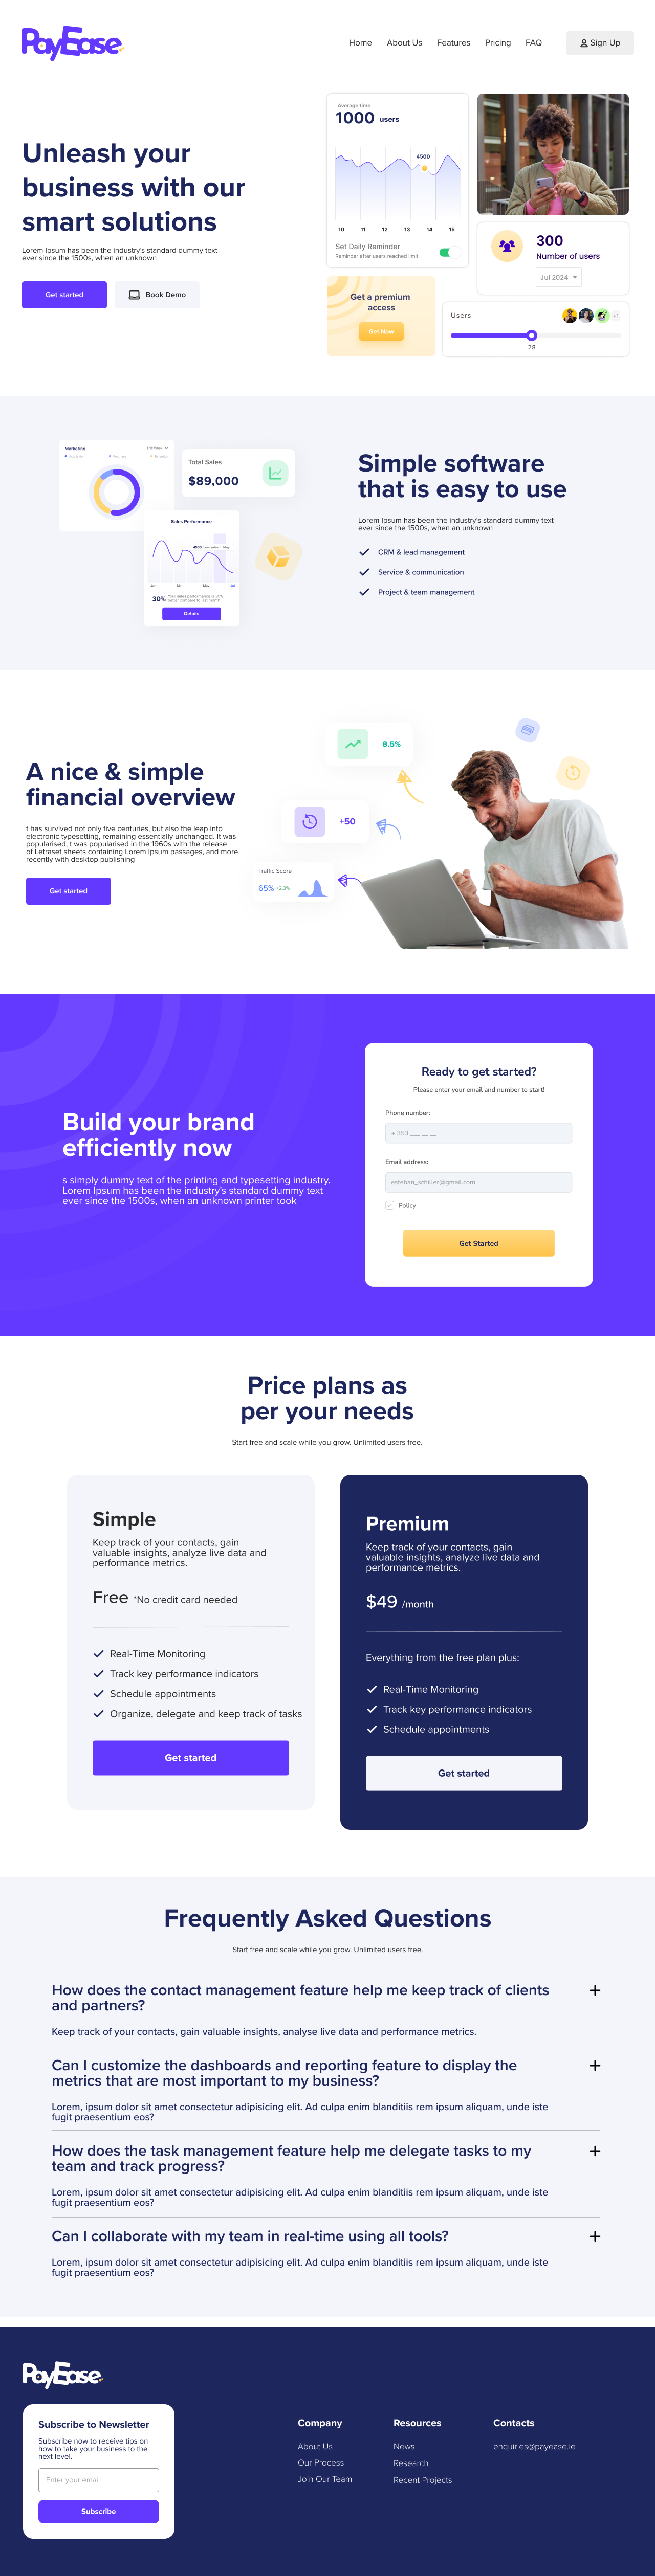 PayEase
Home
About Us
Features
Pricing
FAQ
Sign Up
Unleash your
business with our
smart solutions
Lorem Ipsum has been the industry's standard dummy text
ever since the 1500s, when an unknown
Get started
Book Demo
Average time
1000 users
4500
10 11 12 13 14 15
Set Daily Reminder
Reminder after users reached limit
300
Number of users
Jul 2024
Get a premium
access
Get Now
Users
+1
28
Marketing
This Week
Total Sales
$89,000
Sales Performance
30%
Details
Simple software
that is easy to use
Lorem Ipsum has been the industry's standard dummy text
ever since the 1500s, when an unknown
CRM & lead management
Service & communication
Project & team management
A nice & simple
financial overview
t has survived not only five centuries, but also the leap into
electronic typesetting, remaining essentially unchanged. It was
popularised, t was popularised in the 1960s with the release
of Letraset sheets containing Lorem Ipsum passages, and more
recently with desktop publishing
Get started
8.5%
+50
Traffic Score
65% +2.3%
Build your brand
efficiently now
s simply dummy text of the printing and typesetting industry.
Lorem Ipsum has been the industry's standard dummy text
ever since the 1500s, when an unknown printer took
Ready to get started?
Please enter your email and number to start!
Phone number:
+ 353 ___ __ __
Email address:
esteban_schiller@gmail.com
Policy
Get Started
Price plans as
per your needs
Start free and scale while you grow. Unlimited users free.
Simple
Keep track of your contacts, gain
valuable insights, analyze live data and
performance metrics.
Free *No credit card needed
Real-Time Monitoring
Track key performance indicators
Schedule appointments
Organize, delegate and keep track of tasks
Get started
Premium
Keep track of your contacts, gain
valuable insights, analyze live data and
performance metrics.
$49 /month
Everything from the free plan plus:
Real-Time Monitoring
Track key performance indicators
Schedule appointments
Get started
Frequently Asked Questions
Start free and scale while you grow. Unlimited users free.
How does the contact management feature help me keep track of clients
and partners?
Keep track of your contacts, gain valuable insights, analyse live data and performance metrics.
Can I customize the dashboards and reporting feature to display the
metrics that are most important to my business?
Lorem, ipsum dolor sit amet consectetur adipisicing elit. Ad culpa enim blanditiis rem ipsum aliquam, unde iste
fugit praesentium eos?
How does the task management feature help me delegate tasks to my
team and track progress?
Lorem, ipsum dolor sit amet consectetur adipisicing elit. Ad culpa enim blanditiis rem ipsum aliquam, unde iste
fugit praesentium eos?
Can I collaborate with my team in real-time using all tools?
Lorem, ipsum dolor sit amet consectetur adipisicing elit. Ad culpa enim blanditiis rem ipsum aliquam, unde iste
fugit praesentium eos?
PayEase
Subscribe to Newsletter
Subscribe now to receive tips on
how to take your business to the
next level.
Enter your email
Subscribe
Company
About Us
Our Process
Join Our Team
Resources
News
Research
Recent Projects
Contacts
enquiries@payease.ie